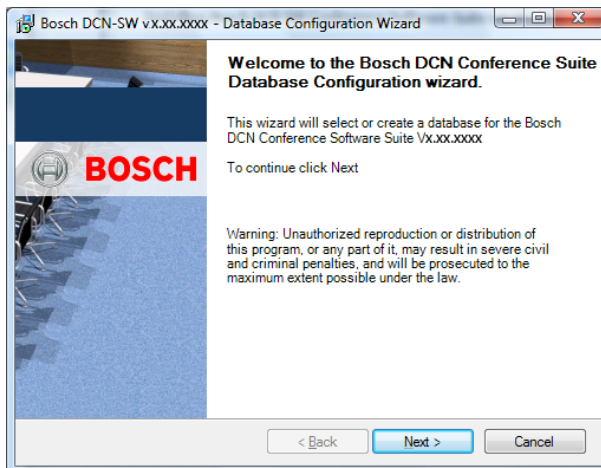 Bosch DCN-SW vx.xx.xxxx - Database Configuration Wizard
Welcome to the Bosch DCN Conference Suite
Database Configuration wizard.
This wizard will select or create a database for the Bosch
DCN Conference Software Suite Vx.xx.xxxx
To continue click Next
BOSCH
Warning: Unauthorized reproduction or distribution of
this program, or any part of it, may result in severe civil
and criminal penalties, and will be prosecuted to the
maximum extent possible under the law.
< Back
Next >
Cancel